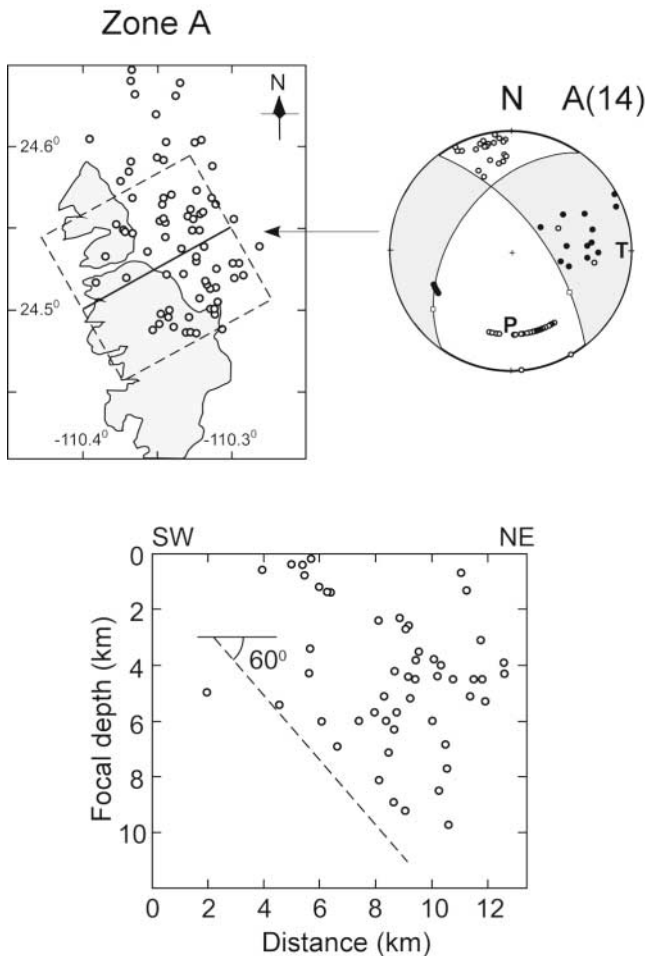 Zone A
N
24.6⁰
24.5⁰
-110.4⁰
-110.3⁰
N A(14)
T
P
SW NE
0
2
4
6
8
10
60⁰
Focal depth (km)
0 2 4 6 8 10 12
Distance (km)